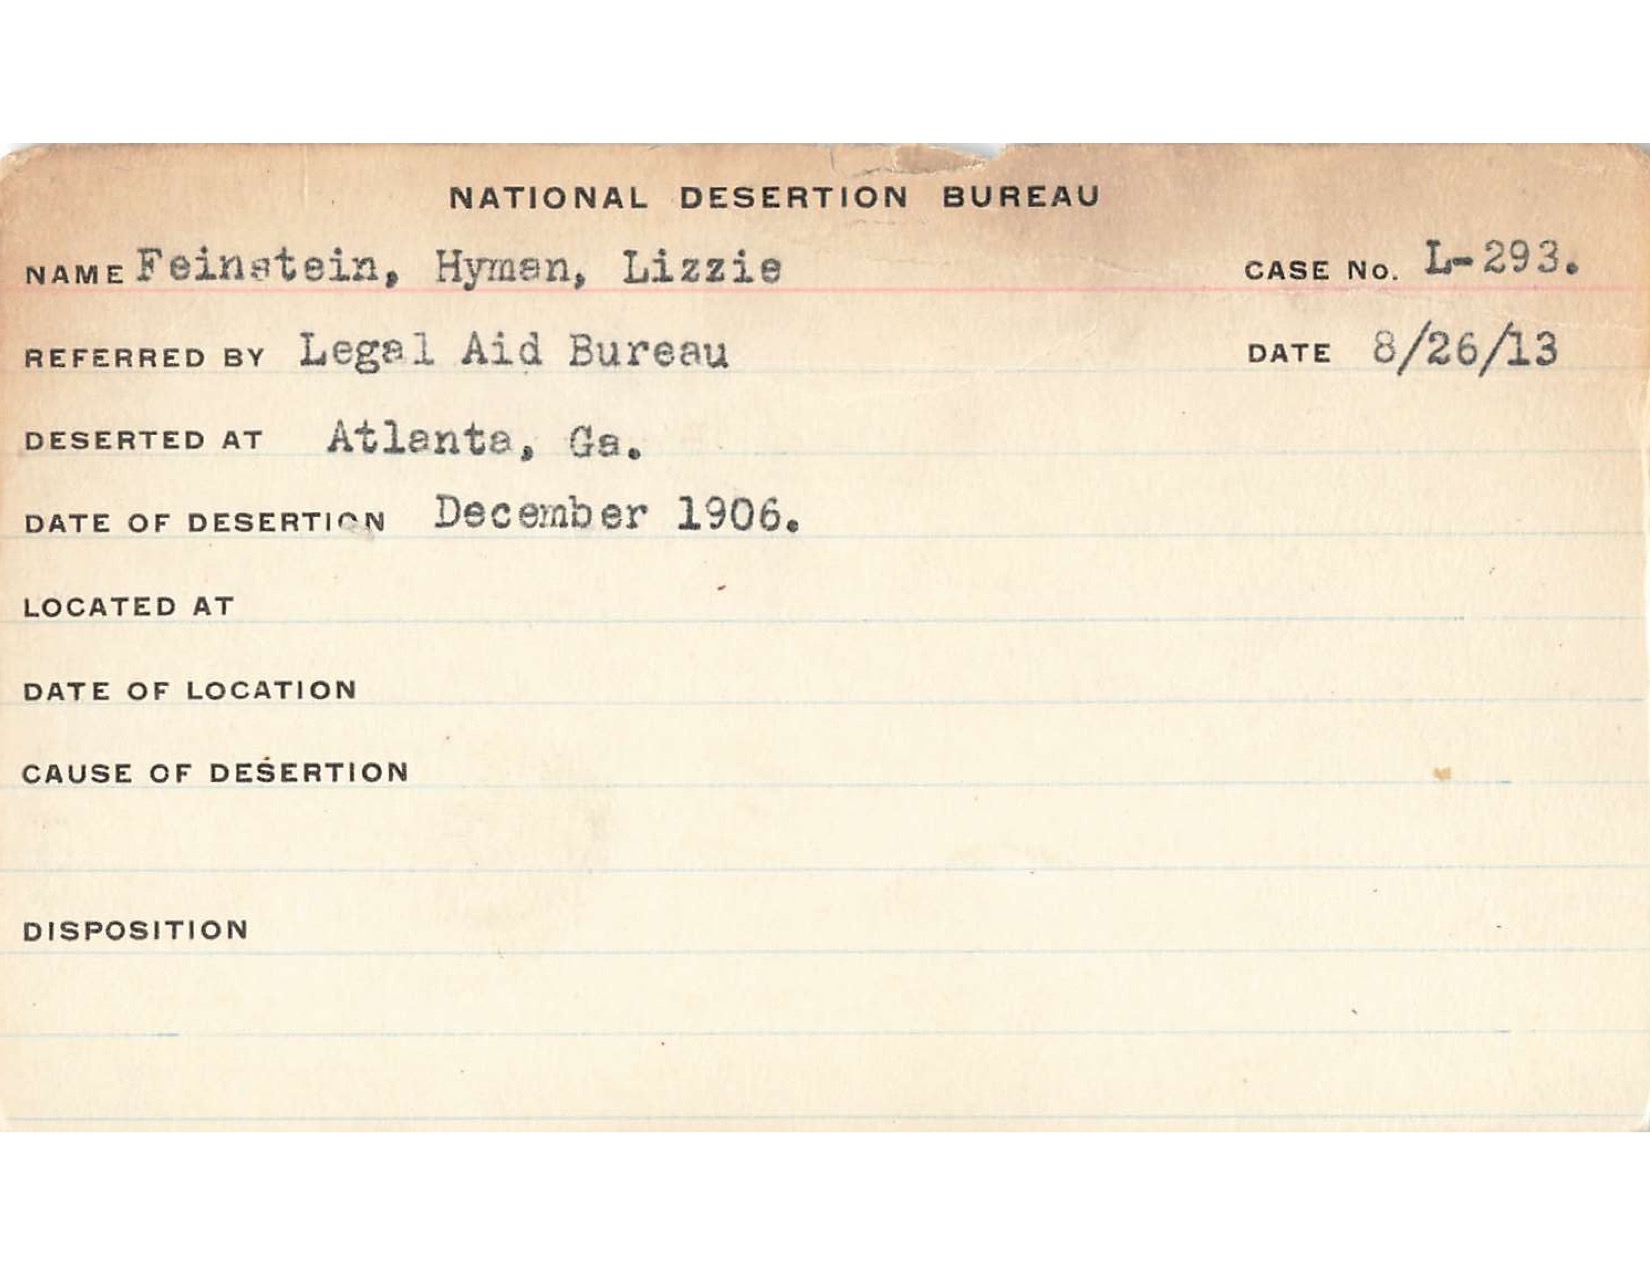 NATIONAL DESERTION BUREAU
NAME Feinstein, Hyman, Lizzie CASE No. L-293.
REFERRED BY Legal Aid Bureau DATE 8/26/13
DESERTED AT Atlanta, Ga.
DATE OF DESERTION December 1906.
LOCATED AT
DATE OF LOCATION
CAUSE OF DESERTION
DISPOSITION